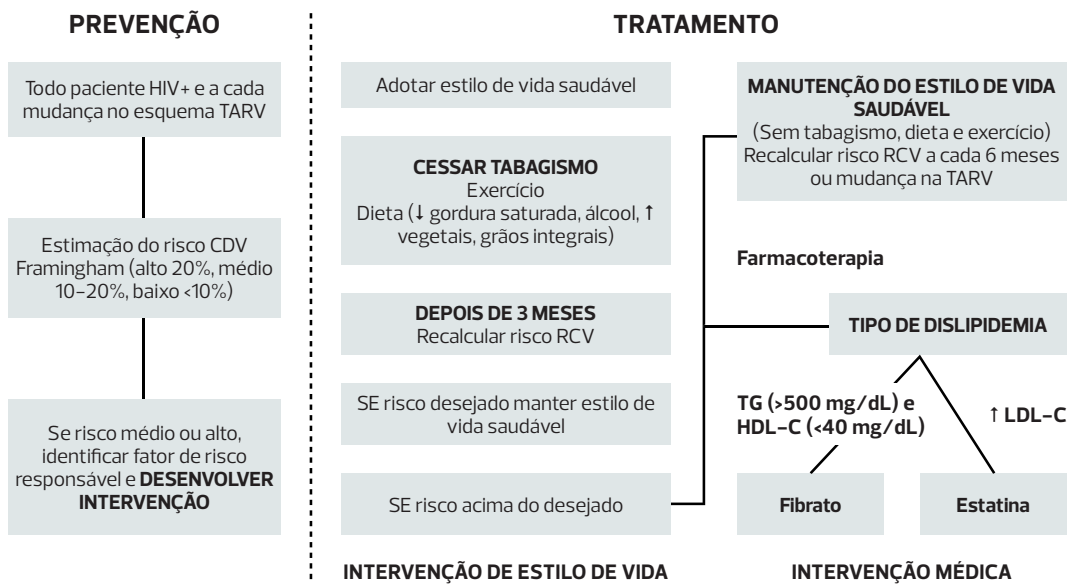 PREVENÇÃO
Todo paciente HIV+ e a cada
mudança no esquema TARV
Estimação do risco CDV
Framingham (alto 20%, médio
10–20%, baixo <10%)
Se risco médio ou alto,
identificar fator de risco
responsável e DESENVOLVER
INTERVENÇÃO
TRATAMENTO
Adotar estilo de vida saudável
CESSAR TABAGISMO
Exercício
Dieta (↓ gordura saturada, álcool, ↑
vegetais, grãos integrais)
DEPOIS DE 3 MESES
Recalcular risco RCV
SE risco desejado manter estilo de
vida saudável
SE risco acima do desejado
INTERVENÇÃO DE ESTILO DE VIDA
MANUTENÇÃO DO ESTILO DE VIDA
SAUDÁVEL
(Sem tabagismo, dieta e exercício)
Recalcular risco RCV a cada 6 meses
ou mudança na TARV
Farmacoterapia
TIPO DE DISLIPIDEMIA
TG (>500 mg/dL) e
HDL–C (<40 mg/dL)
↑ LDL–C
Fibrato
Estatina
INTERVENÇÃO MÉDICA